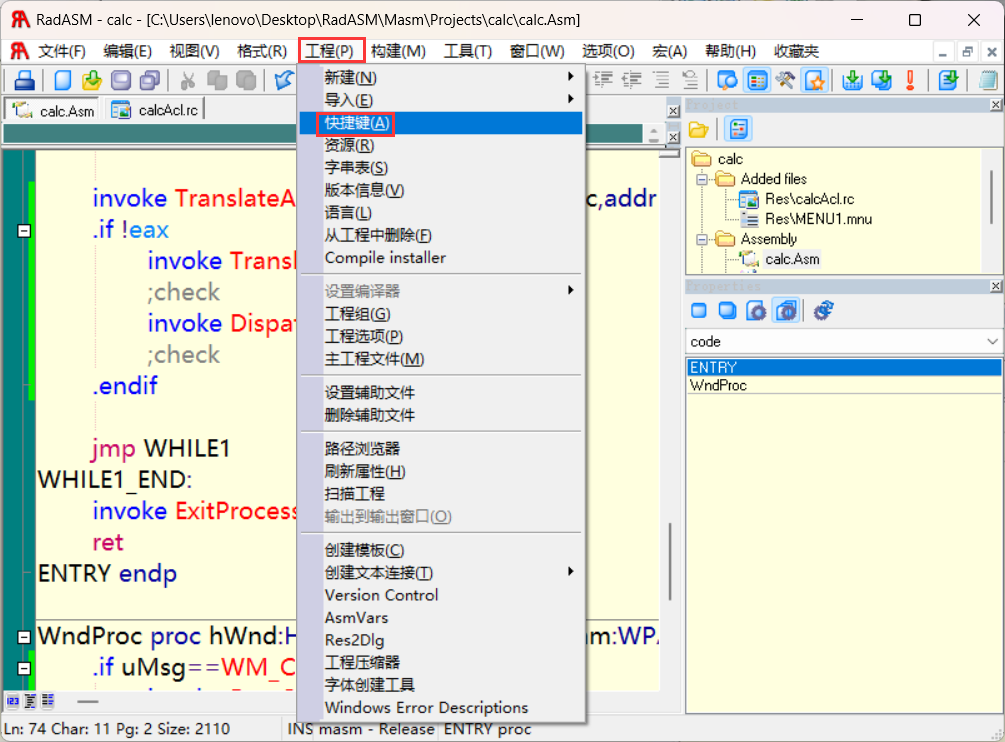 RadASM - calc - [C:\Users\lenovo\Desktop\RadASM\Masm\Projects\calc\calc.Asm]
文件(F) 编辑(E) 视图(V) 格式(R) 工程(P) 构建(M) 工具(T) 窗口(W) 选项(O) 宏(A) 帮助(H) 收藏夹
calc.Asm calcAcl.rc
invoke TranslateA
c,addr
.if !eax
invoke Transl
;check
invoke Dispat
;check
.endif
jmp WHILE1
WHILE1_END:
invoke ExitProcess
ret
ENTRY endp
WndProc proc hWnd:H
m:WPA
.if uMsg==WM_C
新建(N)
导入(E)
快捷键(A)
资源(R)
字串表(S)
版本信息(V)
语言(L)
从工程中删除(F)
Compile installer
设置编译器
工程组(G)
工程选项(P)
主工程文件(M)
设置辅助文件
删除辅助文件
路径浏览器
刷新属性(H)
扫描工程
输出到输出窗口(O)
创建模板(C)
创建文本连接(T)
Version Control
AsmVars
Res2Dlg
工程压缩器
字体创建工具
Windows Error Descriptions
Project
calc
Added files
Res\calcAcl.rc
Res\MENU1.mnu
Assembly
calc.Asm
Properties
code
ENTRY
WndProc
Ln: 74 Char: 11 Pg: 2 Size: 2110 INS masm - Release ENTRY proc